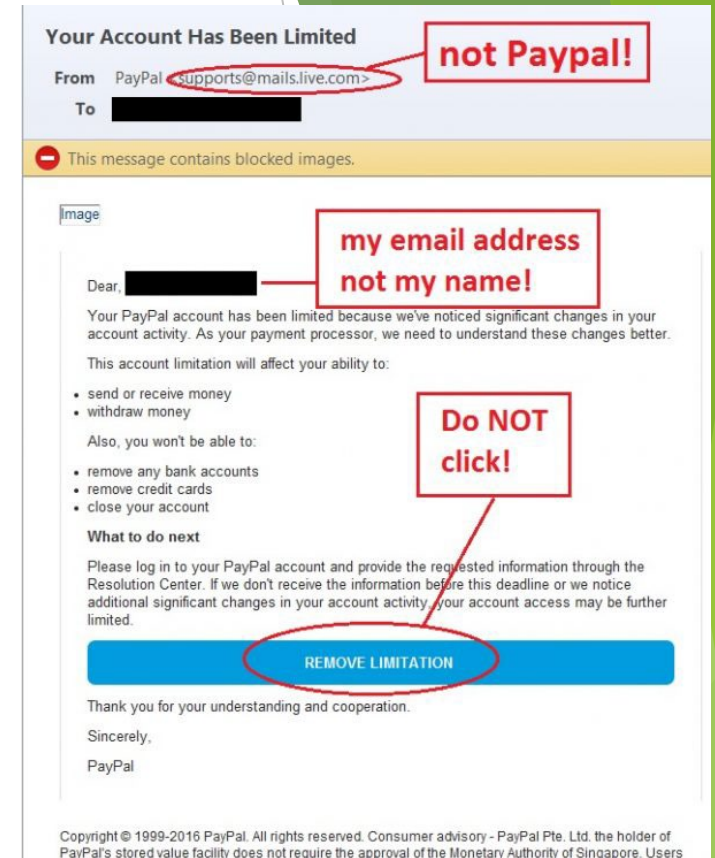 Your Account Has Been Limited
not Paypal!
From PayPal <supports@mails.live.com>
To
This message contains blocked images.
Image
my email address
not my name!
Dear,
Your PayPal account has been limited because we've noticed significant changes in your
account activity. As your payment processor, we need to understand these changes better.
This account limitation will affect your ability to:
• send or receive money
• withdraw money
Do NOT
click!
Also, you won't be able to:
• remove any bank accounts
• remove credit cards
• close your account
What to do next
Please log in to your PayPal account and provide the requested information through the
Resolution Center. If we don't receive the information before this deadline or we notice
additional significant changes in your account activity, your account access may be further
limited.
REMOVE LIMITATION
Thank you for your understanding and cooperation.
Sincerely,
PayPal
Copyright © 1999-2016 PayPal. All rights reserved. Consumer advisory - PayPal Pte. Ltd. the holder of
PayPal's stored value facility does not require the approval of the Monetary Authority of Singapore. Users